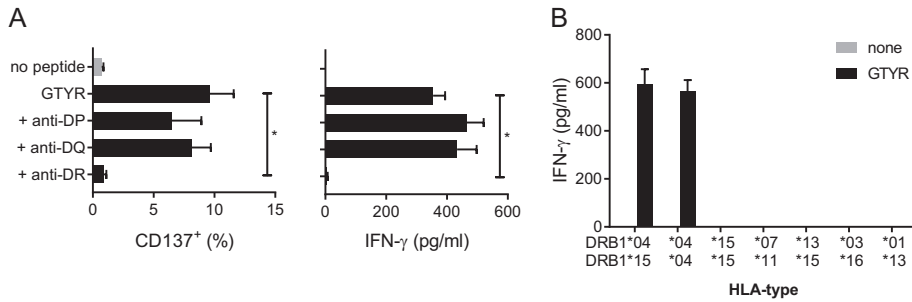 A
no peptide
GTYR
+ anti-DP
+ anti-DQ
+ anti-DR
*
0 5 10 15
CD137⁺ (%)
*
0 200 400 600
IFN-γ (pg/ml)
B
800
600
400
200
0
IFN-γ (pg/ml)
none
GTYR
DRB1*04 *04 *15 *07 *13 *03 *01
DRB1*15 *04 *15 *11 *15 *16 *13
HLA-type